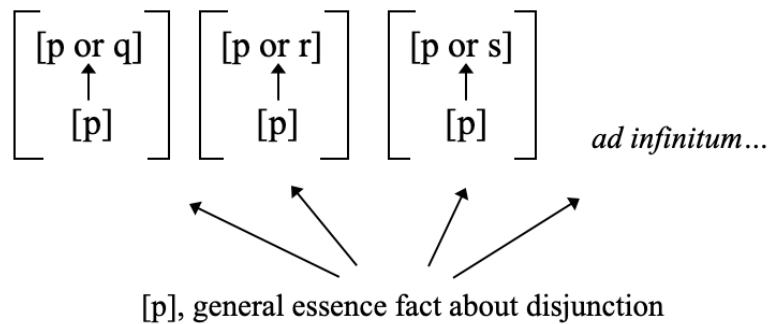 [p or q] [p or r] [p or s]
[p] [p] [p]
ad infinitum...
[p], general essence fact about disjunction